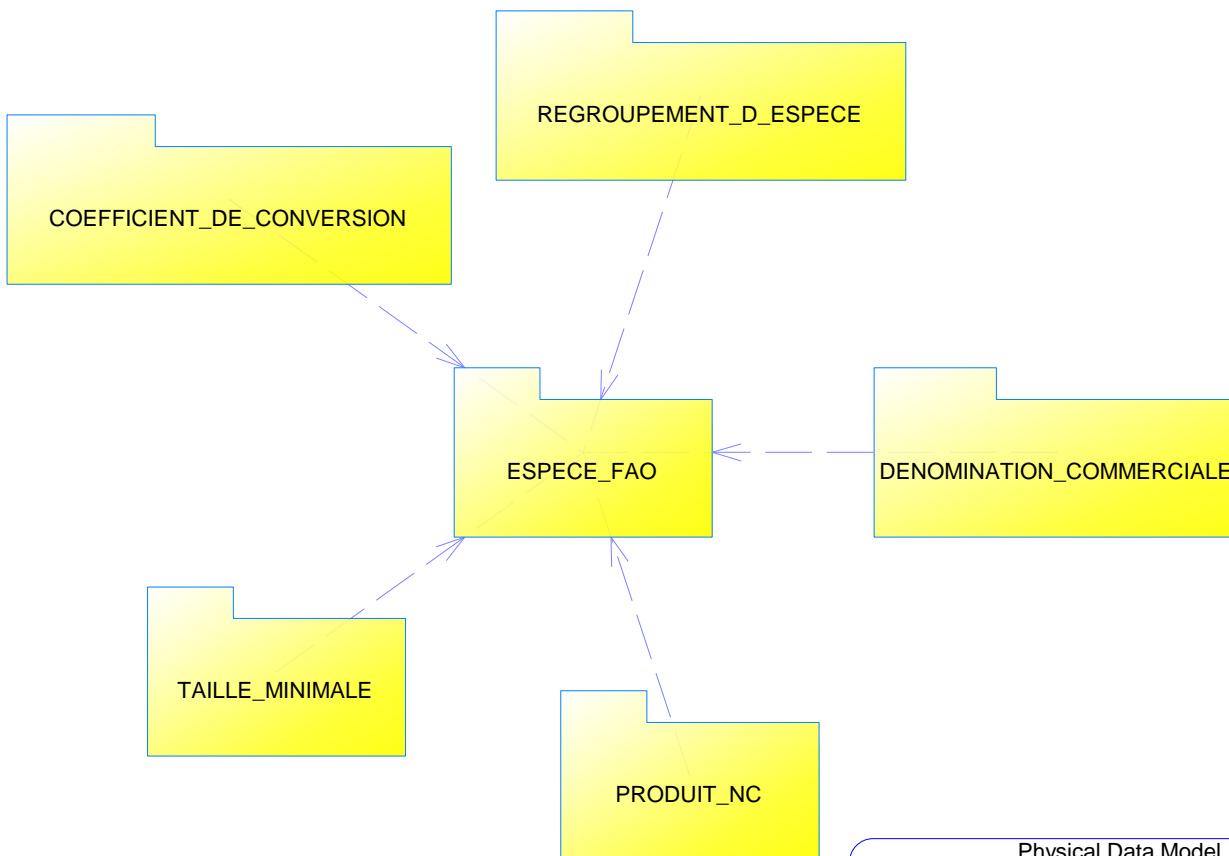 REGROUPEMENT_D_ESPECE
COEFFICIENT_DE_CONVERSION
ESPECE_FAO
DENOMINATION_COMMERCIALE
TAILLE_MINIMALE
PRODUIT_NC
Physical Data Model